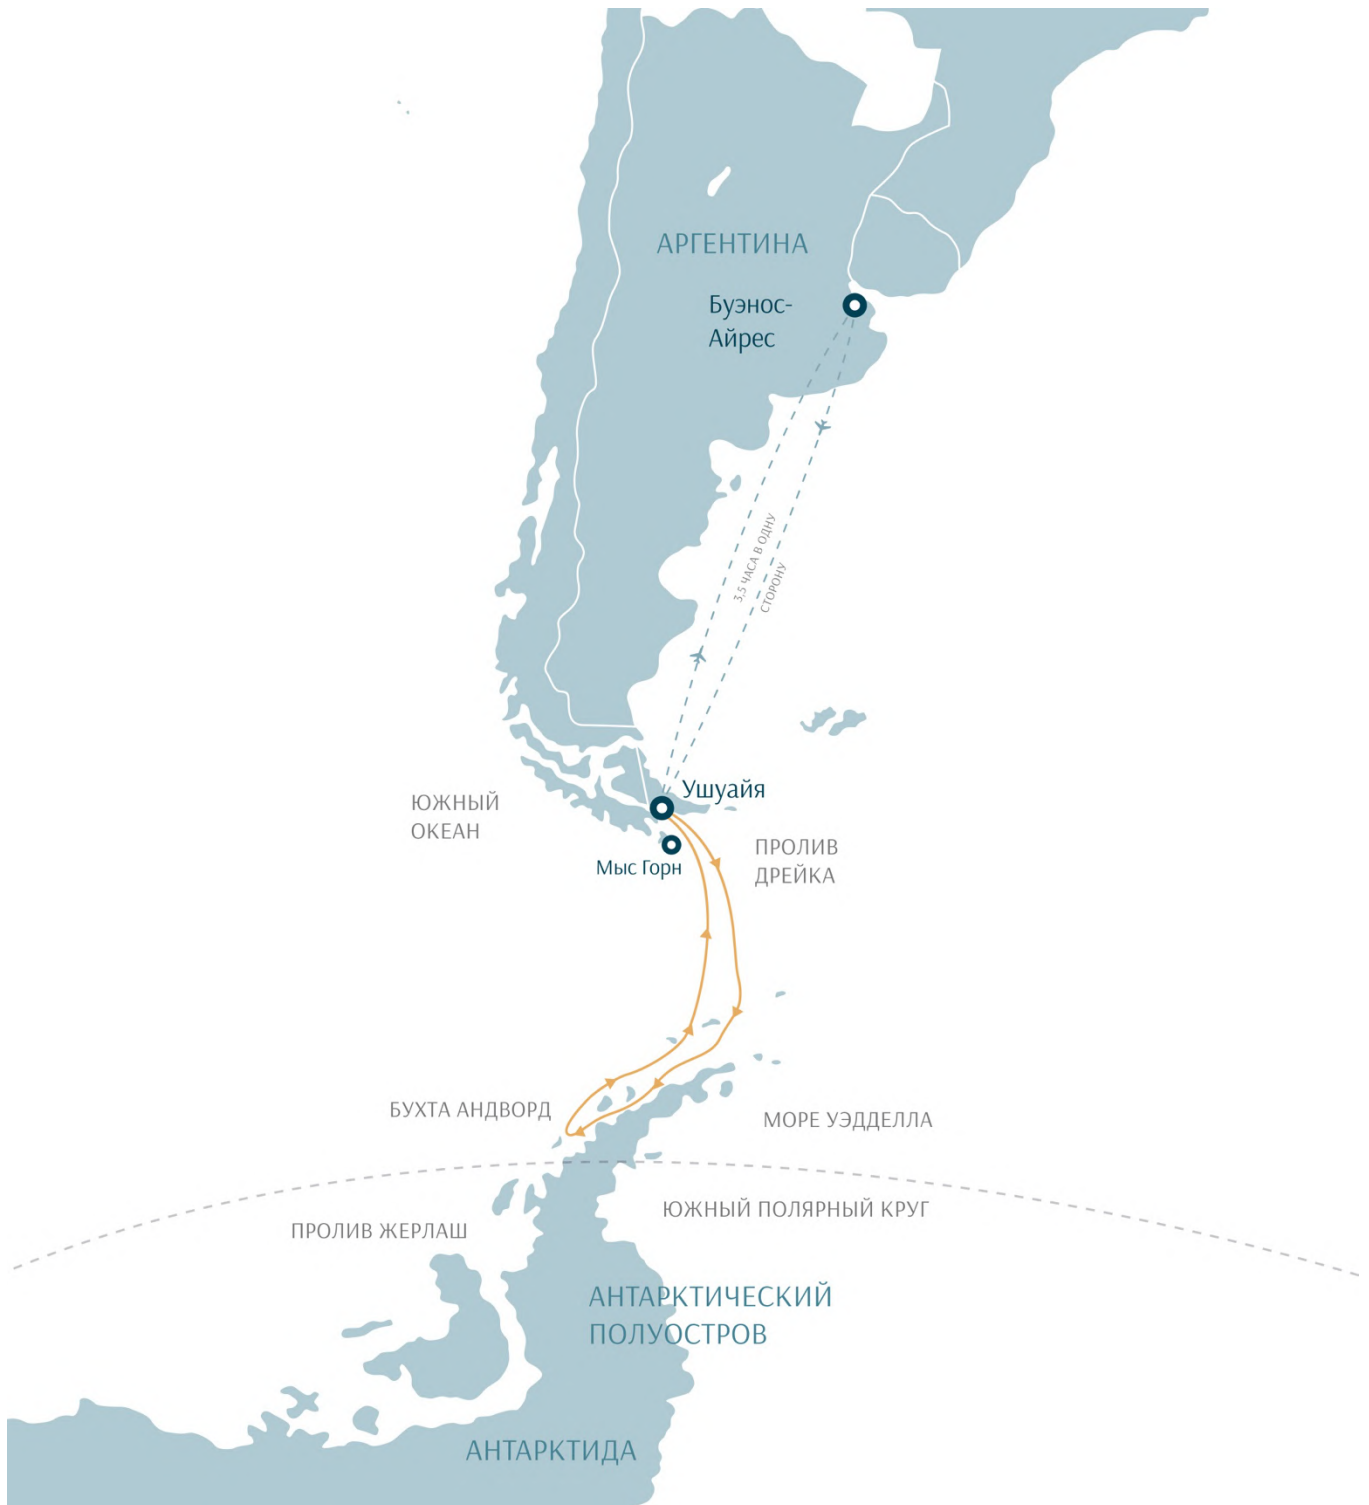 АРГЕНТИНА
Буэнос-
Айрес
3,5 ЧАСА В ОДНУ
СТОРОНУ
Ушуайя
ЮЖНЫЙ
ОКЕАН
ПРОЛИВ
ДРЕЙКА
Мыс Горн
БУХТА АНДВОРД
МОРЕ УЭДДЕЛЛА
ЮЖНЫЙ ПОЛЯРНЫЙ КРУГ
ПРОЛИВ ЖЕРЛАШ
АНТАРКТИЧЕСКИЙ
ПОЛУОСТРОВ
АНТАРКТИДА